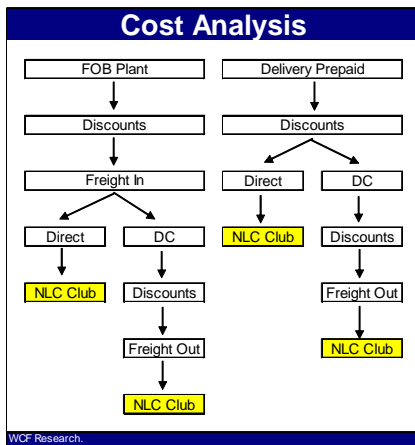 Cost Analysis
FOB Plant
Delivery Prepaid
Discounts
Discounts
Freight In
Direct
DC
Direct
DC
NLC Club
Discounts
NLC Club
Discounts
Freight Out
Freight Out
NLC Club
NLC Club
WCF Research.